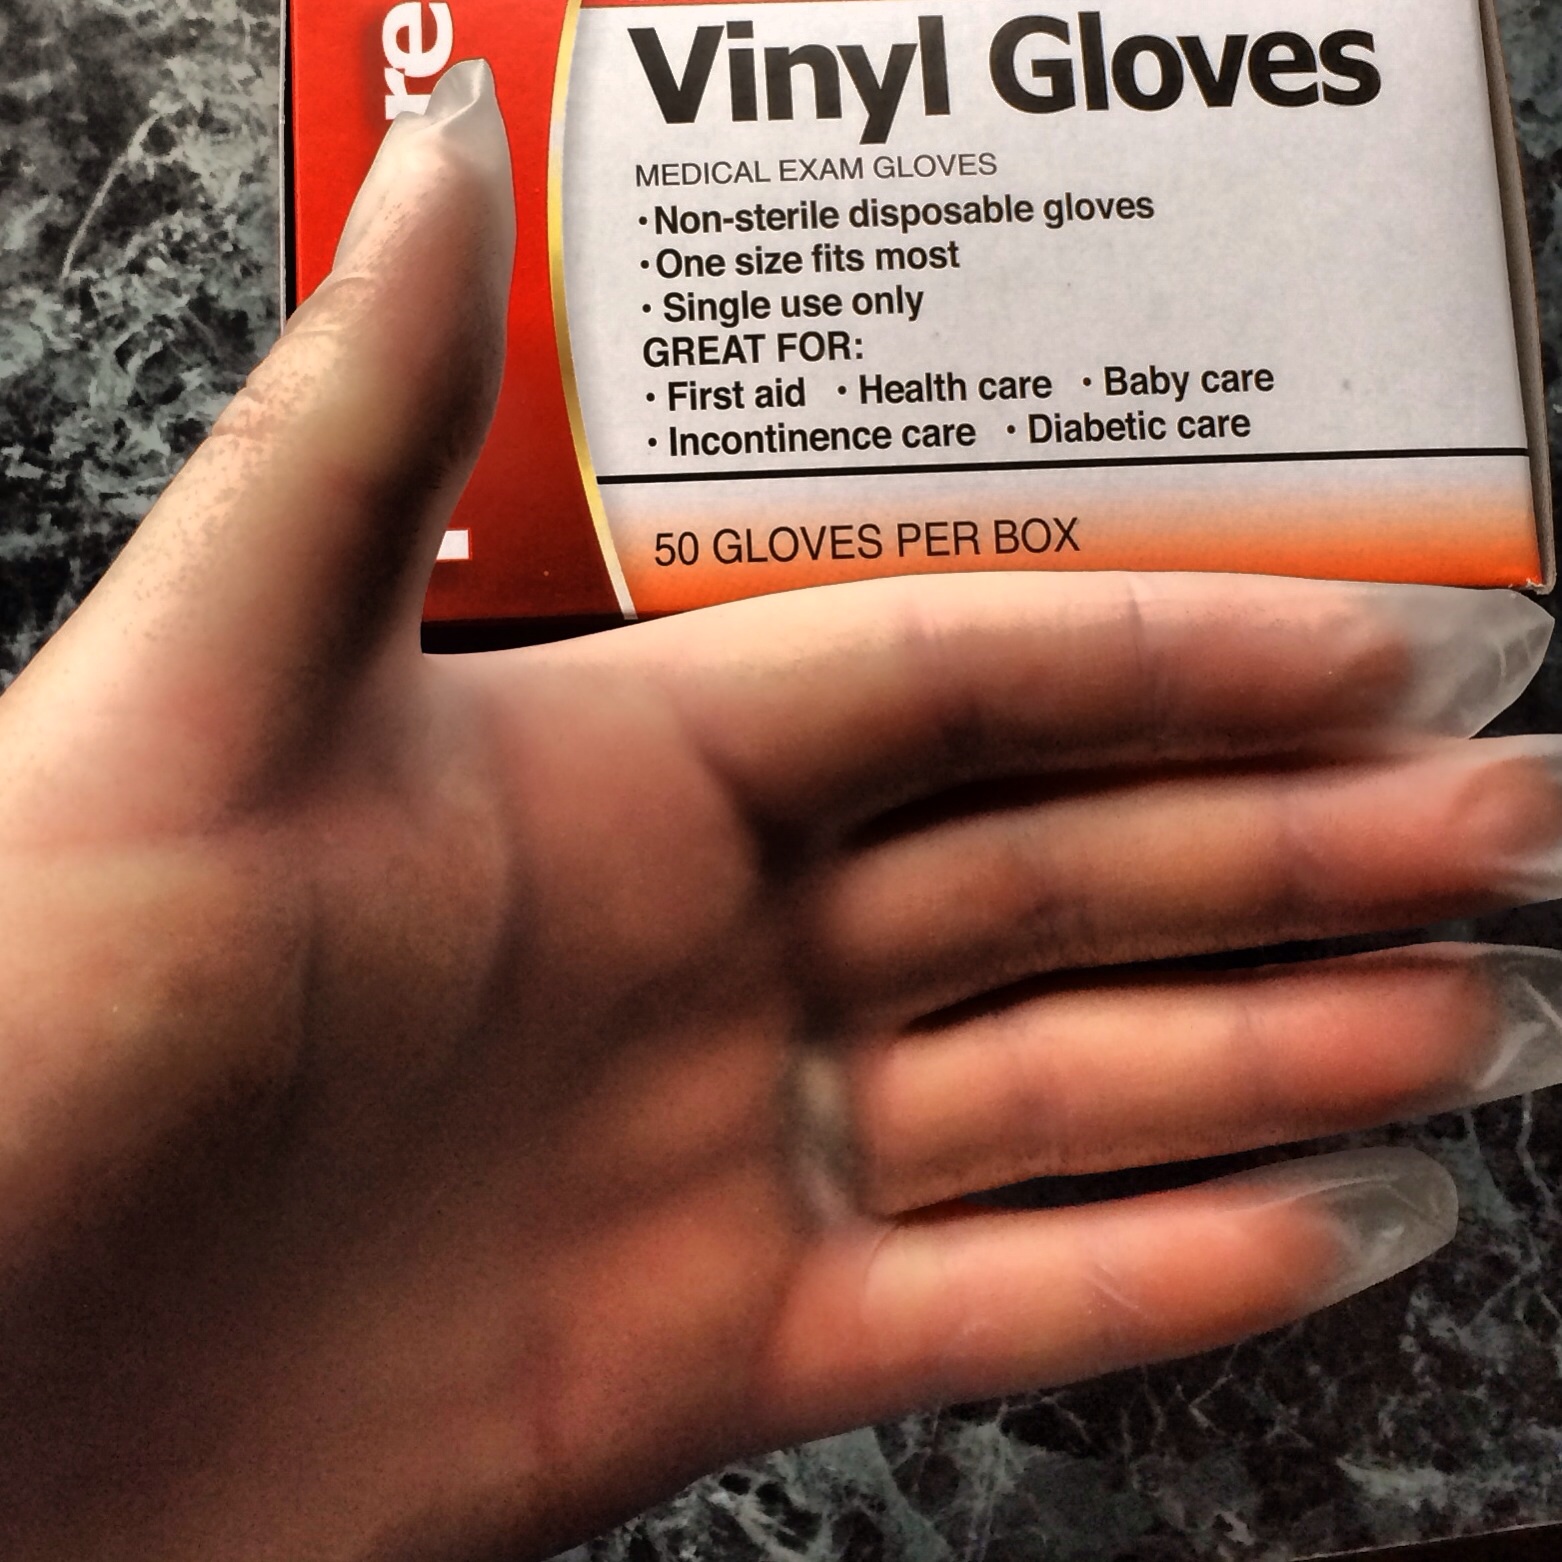 re
Vinyl Gloves
MEDICAL EXAM GLOVES
•Non-sterile disposable gloves
•One size fits most
• Single use only
GREAT FOR:
• First aid • Health care • Baby care
• Incontinence care • Diabetic care
50 GLOVES PER BOX